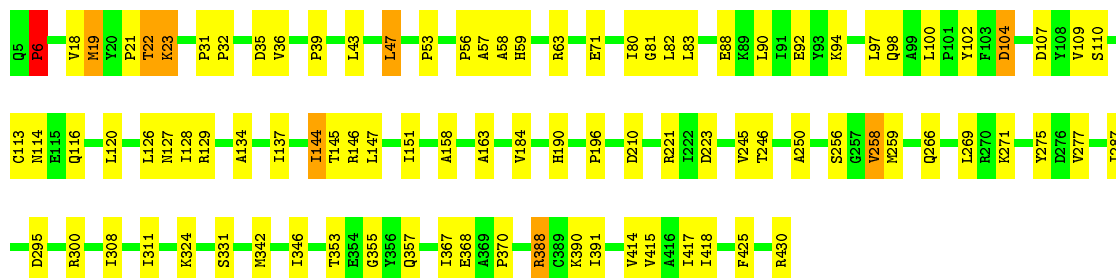 Q5 P6 V18 M19 Y20 P21 T22 K23 P31 P32 D35 V36 P39 L43 L47 P53 P56 A57 A58 H59 R63 E71 I80 G81 L82 L83 E88 K89 L90 I91 E92 Y93 K94 L97 Q98 A99 L100 P101 Y102 F103 D104 D107 Y108 V109 S110
C113 N114 E115 Q116 L120 L126 N127 I128 R129 A134 I137 I144 T145 R146 L147 I151 A158 A163 V184 H190 P196 D210 R221 I222 D223 V245 T246 A250 S256 G257 V258 M259 Q266 L269 R270 K271 Y275 D276 V277
D295 R300 I308 I311 K324 S331 M342 I346 T353 E354 G355 Y356 Q357 I367 E368 A369 P370 R388 C389 K390 I391 V414 V415 A416 I417 I418 F425 R430